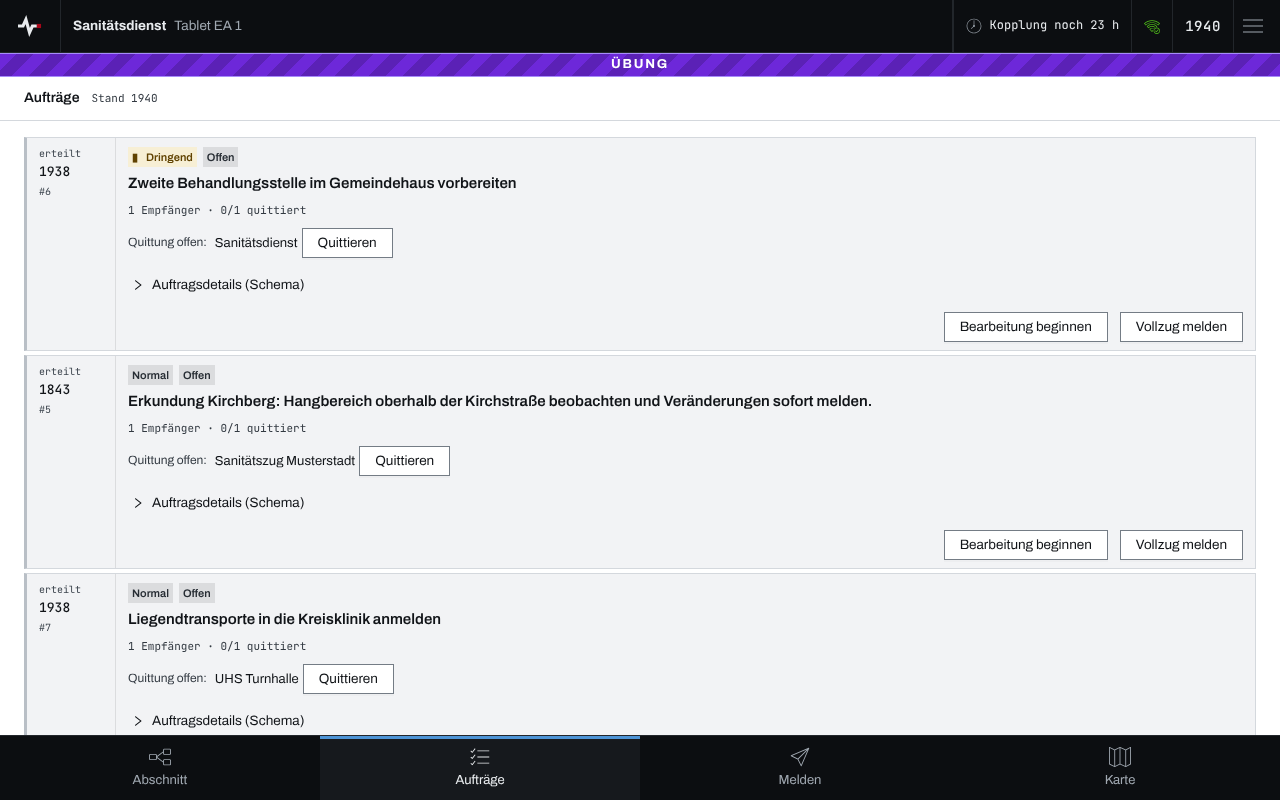 Sanitätsdienst Tablet EA 1
Kopplung noch 23 h
1940
ÜBUNG
Aufträge Stand 1940
erteilt
1938
#6
Dringend Offen
Zweite Behandlungsstelle im Gemeindehaus vorbereiten
1 Empfänger · 0/1 quittiert
Quittung offen: Sanitätsdienst Quittieren
Auftragsdetails (Schema)
Bearbeitung beginnen Vollzug melden
erteilt
1843
#5
Normal Offen
Erkundung Kirchberg: Hangbereich oberhalb der Kirchstraße beobachten und Veränderungen sofort melden.
1 Empfänger · 0/1 quittiert
Quittung offen: Sanitätszug Musterstadt Quittieren
Auftragsdetails (Schema)
Bearbeitung beginnen Vollzug melden
erteilt
1938
#7
Normal Offen
Liegendtransporte in die Kreisklinik anmelden
1 Empfänger · 0/1 quittiert
Quittung offen: UHS Turnhalle Quittieren
Auftragsdetails (Schema)
Abschnitt Aufträge Melden Karte